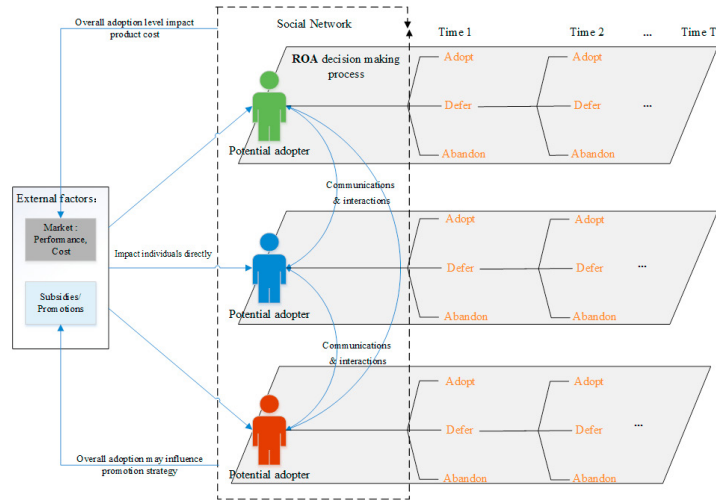 Overall adoption level impact
product cost
Social Network
Time 1
Time 2
...
Time T
ROA decision making
process
Adopt
Defer
Abandon
Adopt
Defer
Abandon
...
Potential adopter
Communications
& interactions
External factors:
Market :
Performance,
Cost
Subsidies/
Promotions
Impact individuals directly
Adopt
Defer
Abandon
Adopt
Defer
Abandon
...
Potential adopter
Communications
& interactions
Adopt
Defer
Abandon
Adopt
Defer
Abandon
...
Potential adopter
Overall adoption may influence
promotion strategy